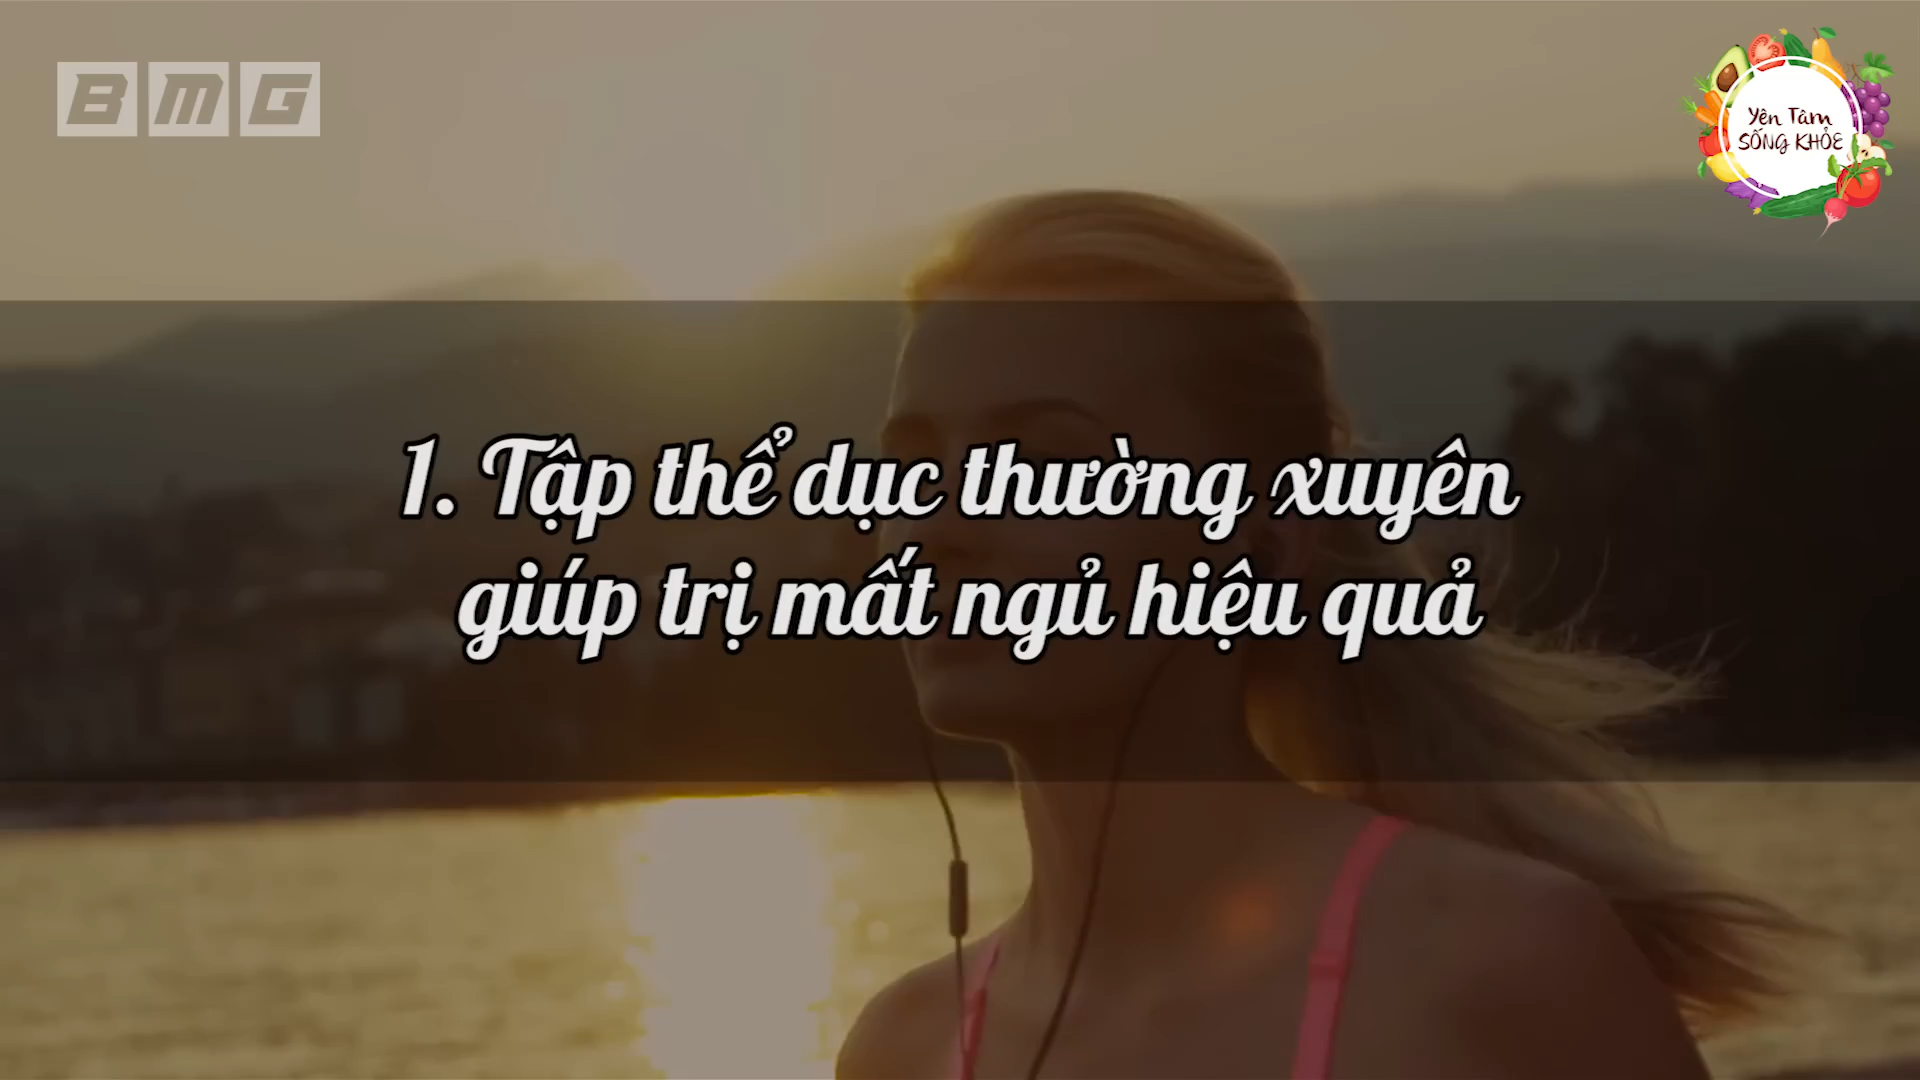 BMG
Yên Tâm
SỐNG KHỎE
1. Tập thể dục thường xuyên
giúp trị mất ngủ hiệu quả